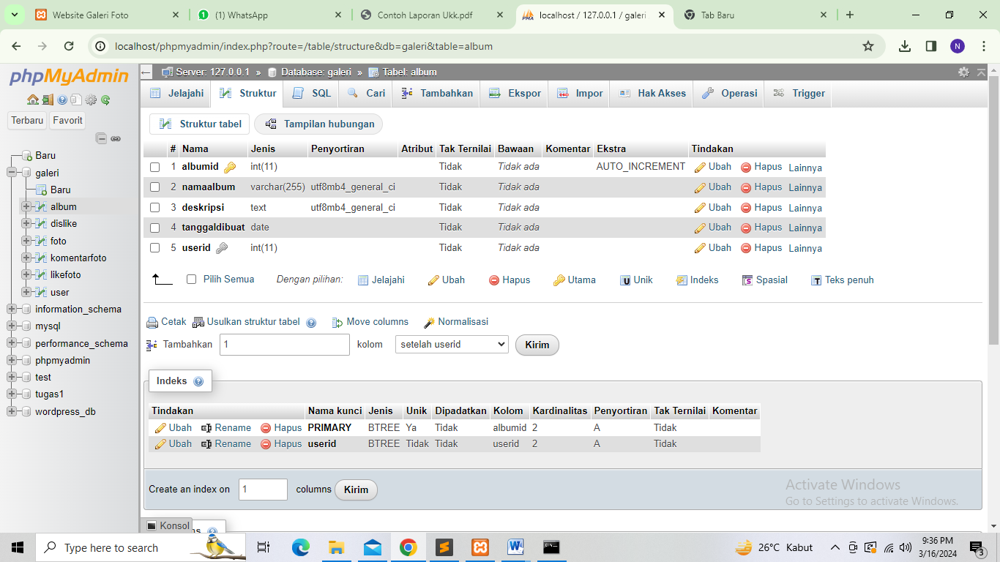 Website Galeri Foto
(1) WhatsApp
Contoh Laporan Ukk.pdf
localhost / 127.0.0.1 / galeri
Tab Baru
localhost/phpmyadmin/index.php?route=/table/structure&db=galeri&table=album
N
phpMyAdmin
Terbaru Favorit
Baru
galeri
Baru
album
dislike
foto
komentarfoto
likefoto
user
information_schema
mysql
performance_schema
phpmyadmin
test
tugas1
wordpress_db
Server: 127.0.0.1 » Database: galeri » Tabel: album
Jelajahi Struktur SQL Cari Tambahkan Ekspor Impor Hak Akses Operasi Trigger
Struktur tabel Tampilan hubungan
# Nama Jenis Penyortiran Atribut Tak Ternilai Bawaan Komentar Ekstra Tindakan
1 albumid int(11) Tidak Tidak ada AUTO_INCREMENT Ubah Hapus Lainnya
2 namaalbum varchar(255) utf8mb4_general_ci Tidak Tidak ada Ubah Hapus Lainnya
3 deskripsi text utf8mb4_general_ci Tidak Tidak ada Ubah Hapus Lainnya
4 tanggaldibuat date Tidak Tidak ada Ubah Hapus Lainnya
5 userid int(11) Tidak Tidak ada Ubah Hapus Lainnya
Pilih Semua Dengan pilihan: Jelajahi Ubah Hapus Utama Unik Indeks Spasial Teks penuh
Cetak Usulkan struktur tabel Move columns Normalisasi
Tambahkan 1 kolom setelah userid Kirim
Indeks
Tindakan Nama kunci Jenis Unik Dipadatkan Kolom Kardinalitas Penyortiran Tak Ternilai Komentar
Ubah Rename Hapus PRIMARY BTREE Ya Tidak albumid 2 A Tidak
Ubah Rename Hapus userid BTREE Tidak Tidak userid 2 A Tidak
Create an index on 1 columns Kirim
Activate Windows
Go to Settings to activate Windows.
Konsol
Type here to search
26°C Kabut
9:36 PM
3/16/2024
3